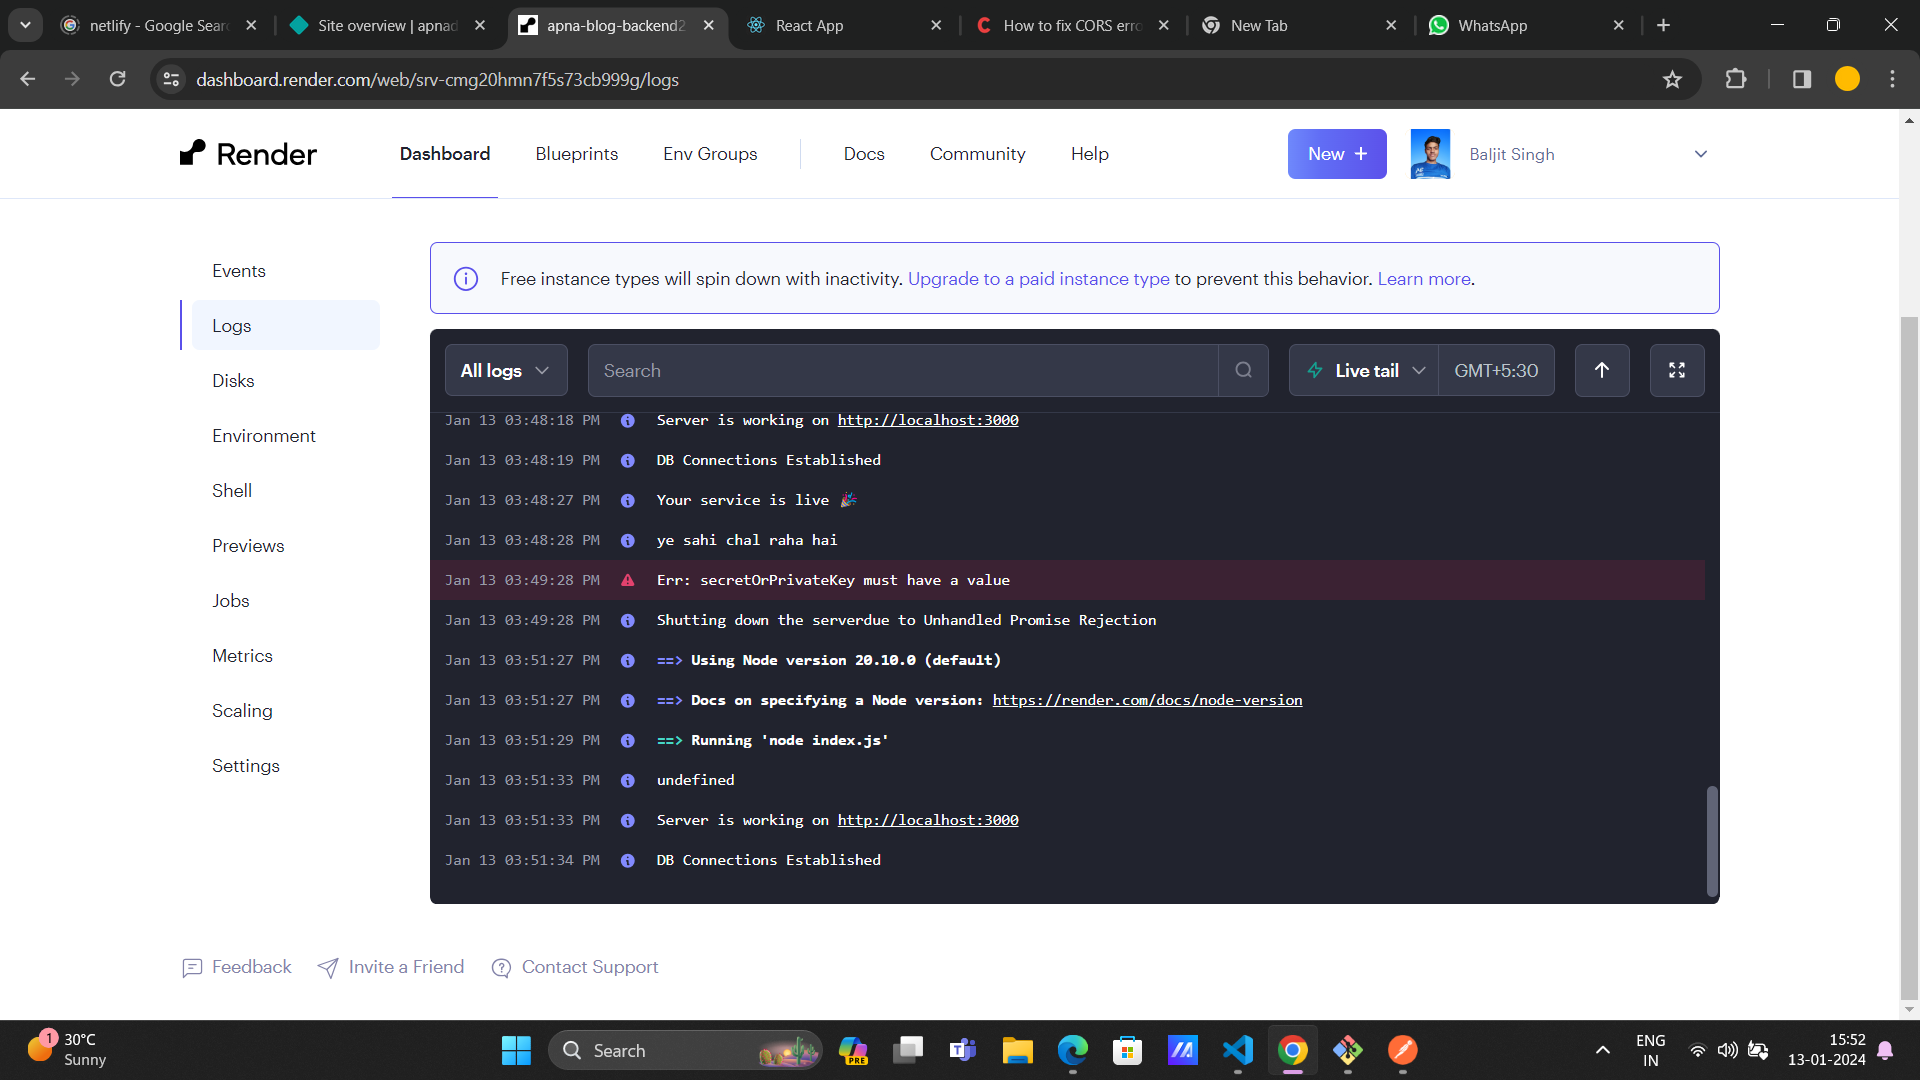 netlify - Google Sear
Site overview | apnad
apna-blog-backend2
React App
How to fix CORS erro
New Tab
WhatsApp
dashboard.render.com/web/srv-cmg20hmn7f5s73cb999g/logs
Render
Dashboard
Blueprints
Env Groups
Docs
Community
Help
New +
Baljit Singh
Events
Logs
Disks
Environment
Shell
Previews
Jobs
Metrics
Scaling
Settings
Free instance types will spin down with inactivity. Upgrade to a paid instance type to prevent this behavior. Learn more.
All logs
Search
Live tail
GMT+5:30
Jan 13 03:48:18 PM Server is working on http://localhost:3000
Jan 13 03:48:19 PM DB Connections Established
Jan 13 03:48:27 PM Your service is live 🎉
Jan 13 03:48:28 PM ye sahi chal raha hai
Jan 13 03:49:28 PM Err: secretOrPrivateKey must have a value
Jan 13 03:49:28 PM Shutting down the serverdue to Unhandled Promise Rejection
Jan 13 03:51:27 PM ==> Using Node version 20.10.0 (default)
Jan 13 03:51:27 PM ==> Docs on specifying a Node version: https://render.com/docs/node-version
Jan 13 03:51:29 PM ==> Running 'node index.js'
Jan 13 03:51:33 PM undefined
Jan 13 03:51:33 PM Server is working on http://localhost:3000
Jan 13 03:51:34 PM DB Connections Established
Feedback
Invite a Friend
Contact Support
1
30°C
Sunny
Search
PRE
ENG
IN
15:52
13-01-2024